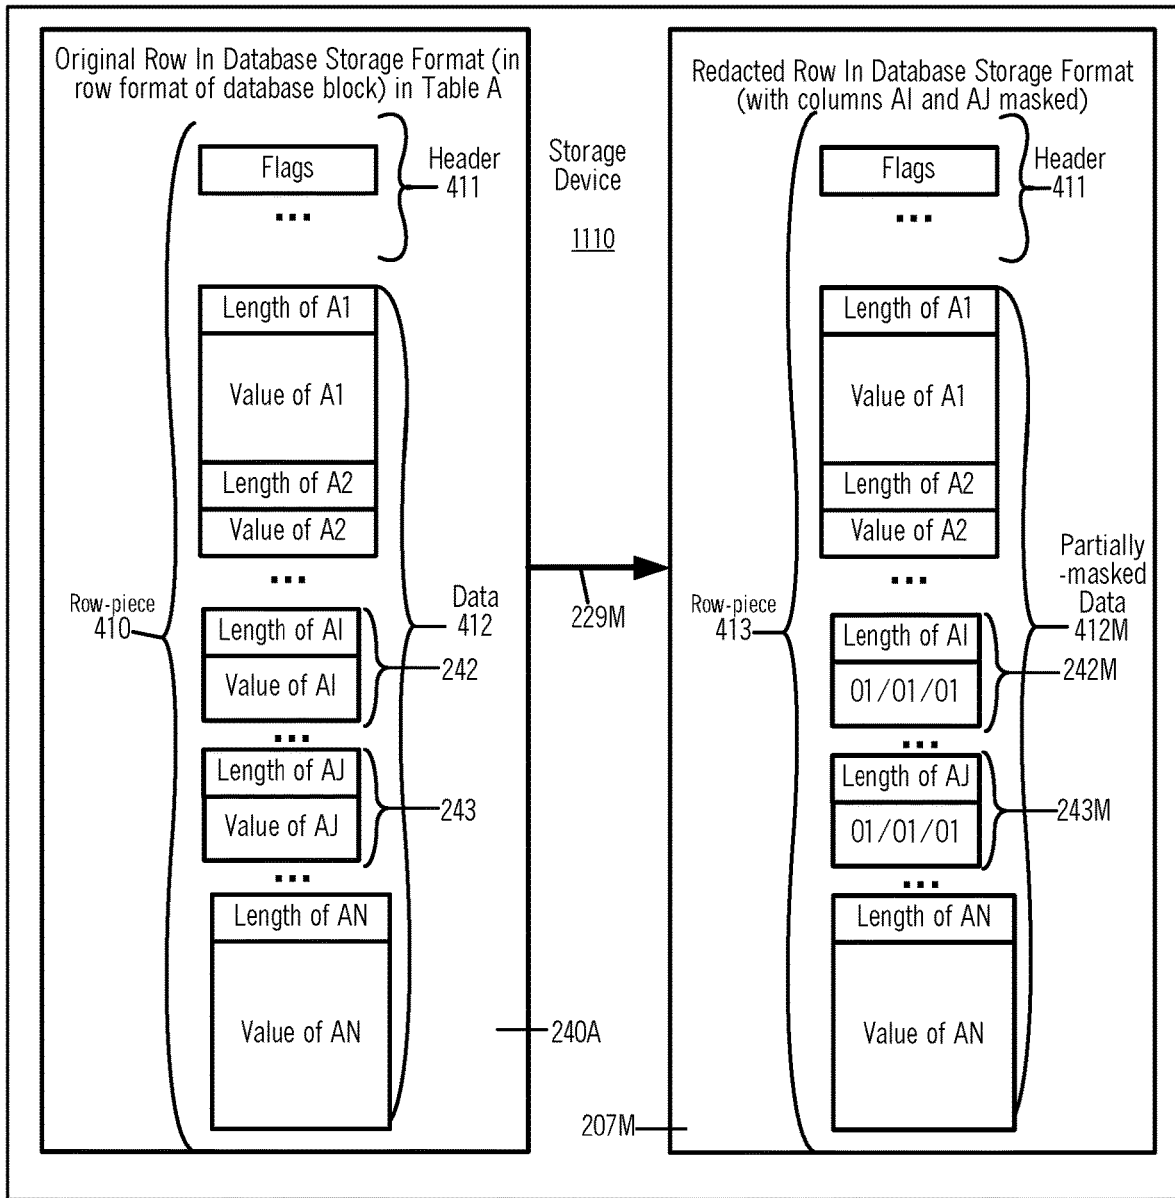 Original Row In Database Storage Format (in
row format of database block) in Table A
Flags
...
Header
411
Length of A1
Value of A1
Length of A2
Value of A2
...
Row-piece
410
Data
412
Length of AI
Value of AI
242
...
Length of AJ
Value of AJ
243
...
Length of AN
Value of AN
240A
Storage
Device
1110
229M
Redacted Row In Database Storage Format
(with columns AI and AJ masked)
Flags
...
Header
411
Length of A1
Value of A1
Length of A2
Value of A2
...
Row-piece
413
Partially
-masked
Data
412M
Length of AI
01/01/01
242M
...
Length of AJ
01/01/01
243M
...
Length of AN
Value of AN
207M